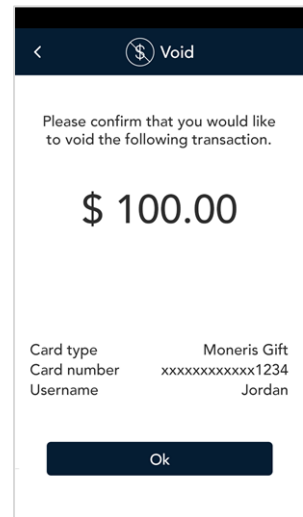 Void
Please confirm that you would like
to void the following transaction.
$ 100.00
Card type Moneris Gift
Card number xxxxxxxxxxxx1234
Username Jordan
Ok